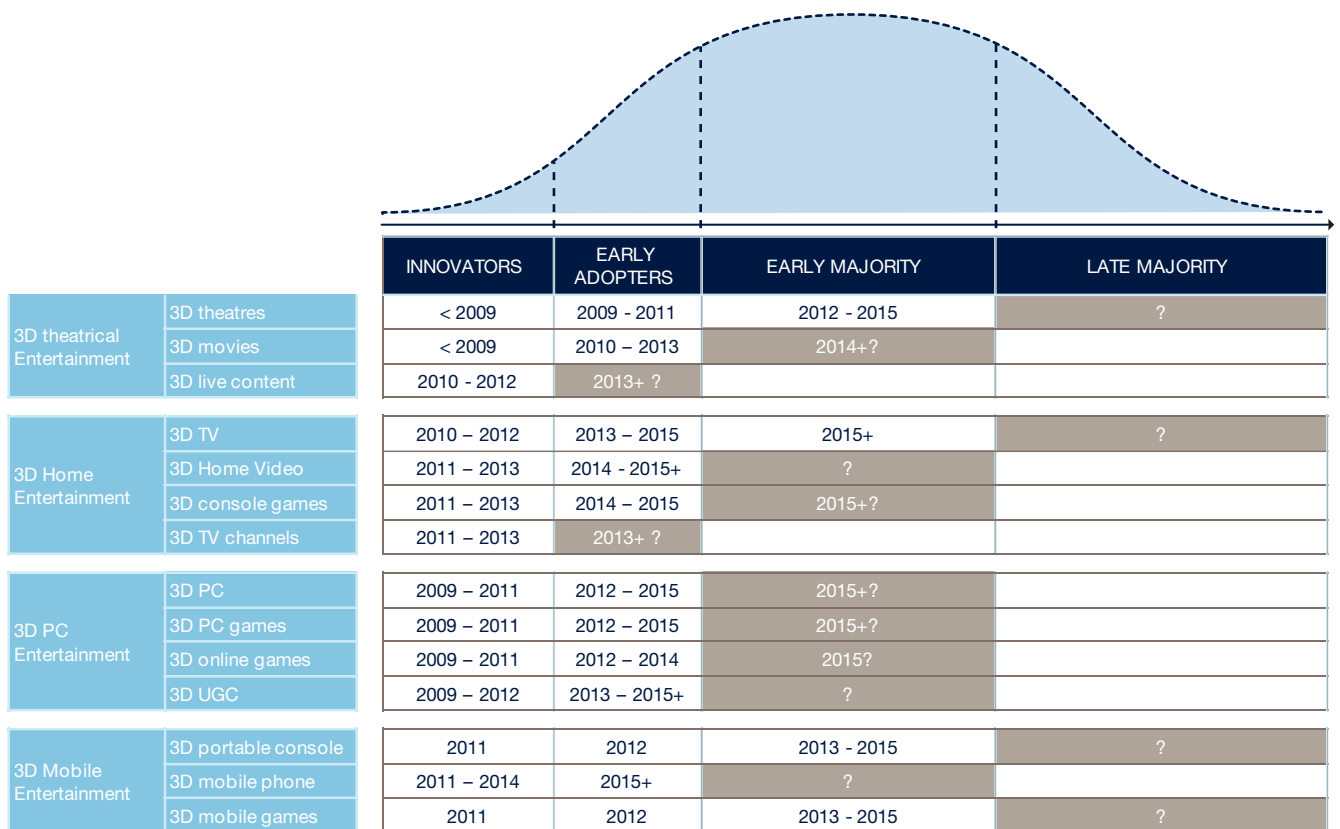 INNOVATORS
EARLY
ADOPTERS
EARLY MAJORITY
LATE MAJORITY
3D theatrical
Entertainment
3D theatres
< 2009
2009 - 2011
2012 - 2015
?
3D movies
< 2009
2010 – 2013
2014+?
3D live content
2010 - 2012
2013+ ?
3D Home
Entertainment
3D TV
2010 – 2012
2013 – 2015
2015+
?
3D Home Video
2011 – 2013
2014 - 2015+
?
3D console games
2011 – 2013
2014 – 2015
2015+?
3D TV channels
2011 – 2013
2013+ ?
3D PC
Entertainment
3D PC
2009 – 2011
2012 – 2015
2015+?
3D PC games
2009 – 2011
2012 – 2015
2015+?
3D online games
2009 – 2011
2012 – 2014
2015?
3D UGC
2009 – 2012
2013 – 2015+
?
3D Mobile
Entertainment
3D portable console
2011
2012
2013 - 2015
?
3D mobile phone
2011 – 2014
2015+
?
3D mobile games
2011
2012
2013 - 2015
?